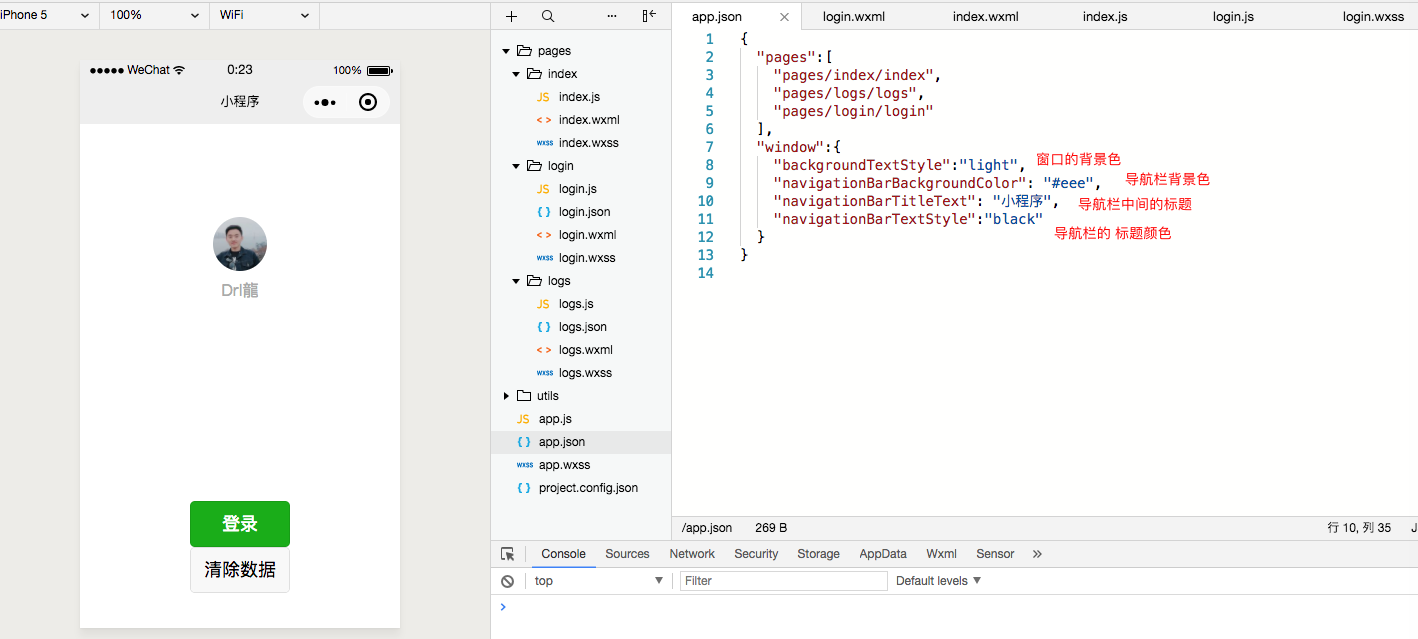 iPhone 5 100% WiFi
WeChat 0:23 100%
小程序
Drl龍
登录
清除数据
pages
index
JS index.js
< > index.wxml
wxss index.wxss
login
JS login.js
{ } login.json
< > login.wxml
wxss login.wxss
logs
JS logs.js
{ } logs.json
< > logs.wxml
wxss logs.wxss
utils
JS app.js
{ } app.json
wxss app.wxss
{ } project.config.json
app.json login.wxml index.wxml index.js login.js login.wxss
1 {
2 "pages":[
3 "pages/index/index",
4 "pages/logs/logs",
5 "pages/login/login"
6 ],
7 "window":{
8 "backgroundTextStyle":"light", 窗口的背景色
9 "navigationBarBackgroundColor": "#eee", 导航栏背景色
10 "navigationBarTitleText": "小程序", 导航栏中间的标题
11 "navigationBarTextStyle":"black"
导航栏的 标题颜色
12 }
13 }
14
/app.json 269 B 行 10, 列 35 J
Console Sources Network Security Storage AppData Wxml Sensor »
top Filter Default levels